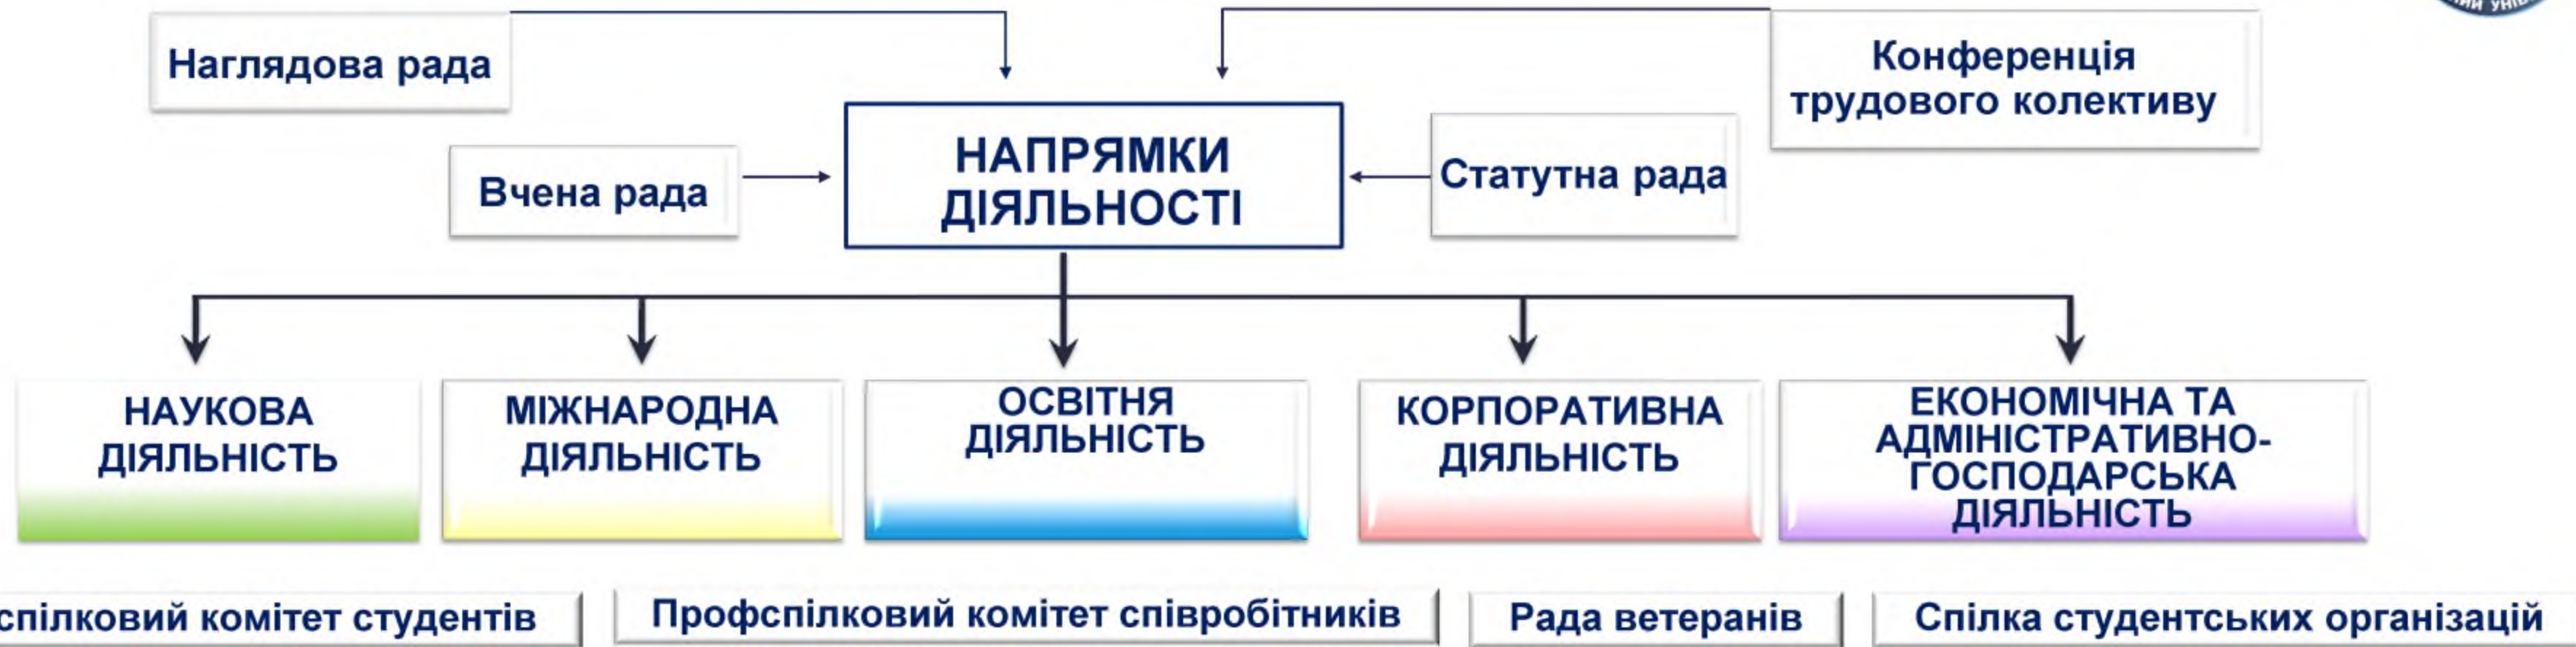 Наглядова рада
Конференція
трудового колективу
НАПРЯМКИ
ДІЯЛЬНОСТІ
Вчена рада
Статутна рада
НАУКОВА
ДІЯЛЬНІСТЬ
МІЖНАРОДНА
ДІЯЛЬНІСТЬ
ОСВІТНЯ
ДІЯЛЬНІСТЬ
КОРПОРАТИВНА
ДІЯЛЬНІСТЬ
ЕКОНОМІЧНА ТА
АДМІНІСТРАТИВНО-
ГОСПОДАРСЬКА
ДІЯЛЬНІСТЬ
спілковий комітет студентів
Профспілковий комітет співробітників
Рада ветеранів
Спілка студентських організацій